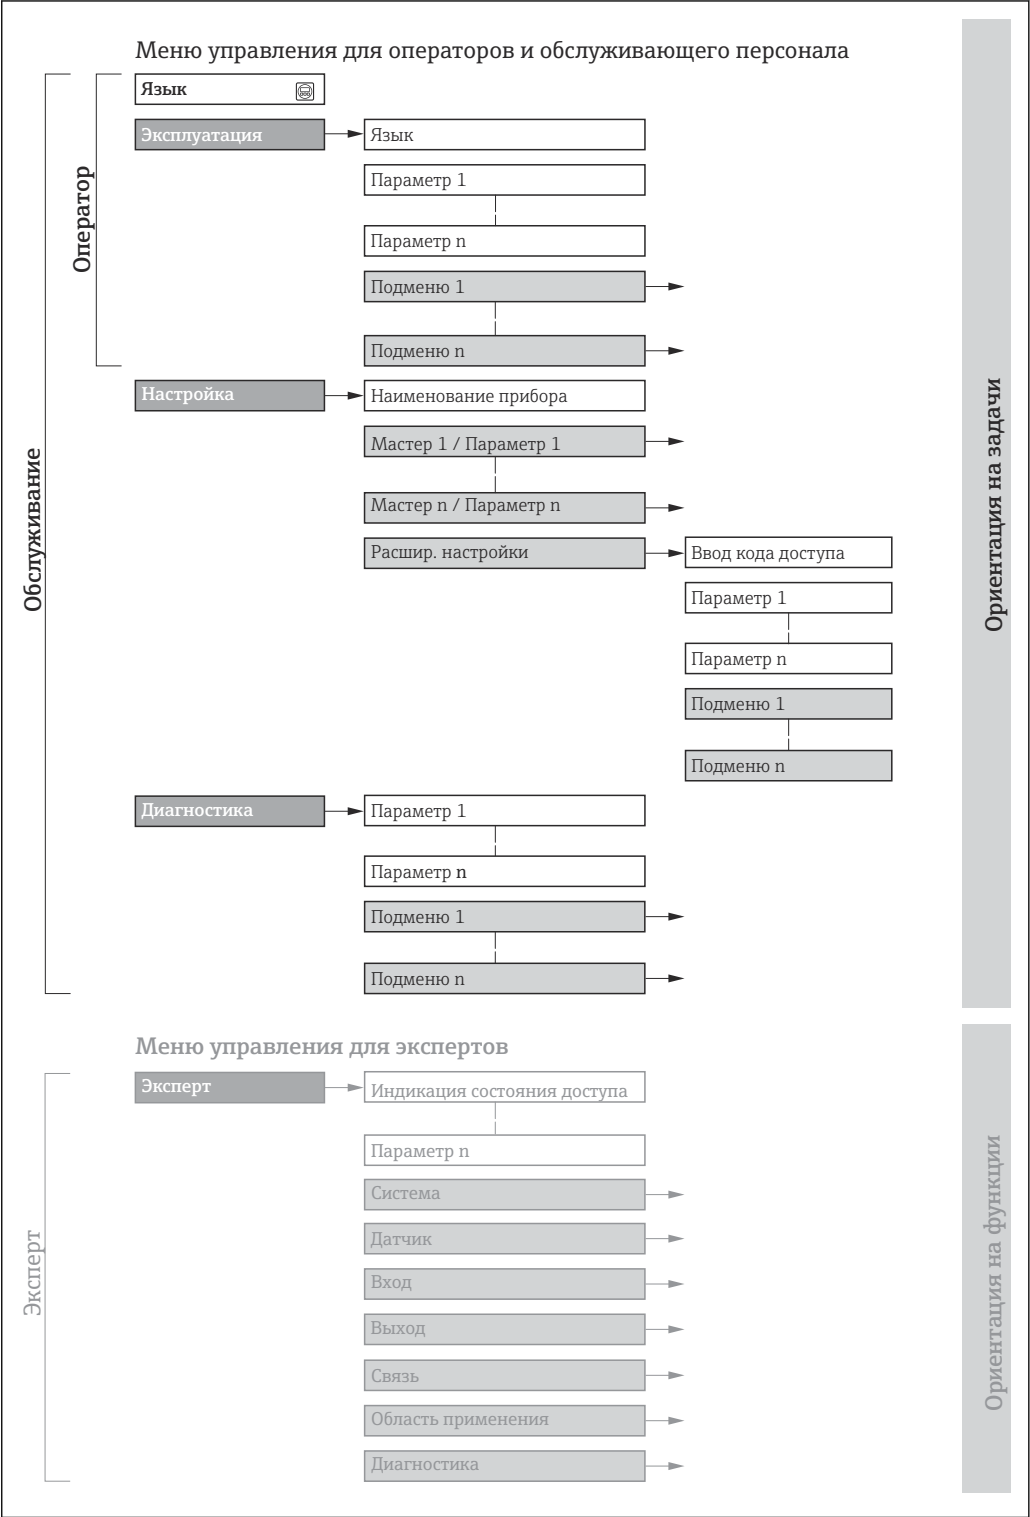 Меню управления для операторов и обслуживающего персонала
Язык
Эксплуатация
Язык
Параметр 1
Параметр n
Подменю 1
Подменю n
Оператор
Настройка
Наименование прибора
Мастер 1 / Параметр 1
Мастер n / Параметр n
Расшир. настройки
Ввод кода доступа
Параметр 1
Параметр n
Подменю 1
Подменю n
Диагностика
Параметр 1
Параметр n
Подменю 1
Подменю n
Обслуживание
Ориентация на задачи
Меню управления для экспертов
Эксперт
Индикация состояния доступа
Параметр n
Система
Датчик
Вход
Выход
Связь
Область применения
Диагностика
Эксперт
Ориентация на функции